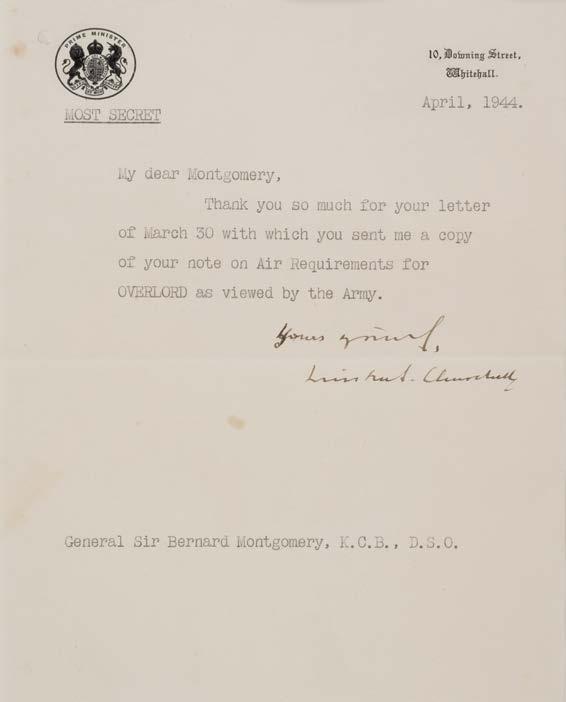 PRIME MINISTER
10, Downing Street,
Whitehall.
MOST SECRET
April, 1944.
My dear Montgomery,
Thank you so much for your letter
of March 30 with which you sent me a copy
of your note on Air Requirements for
OVERLORD as viewed by the Army.
Yours
Winston S. Churchill
General Sir Bernard Montgomery, K.C.B., D.S.O.